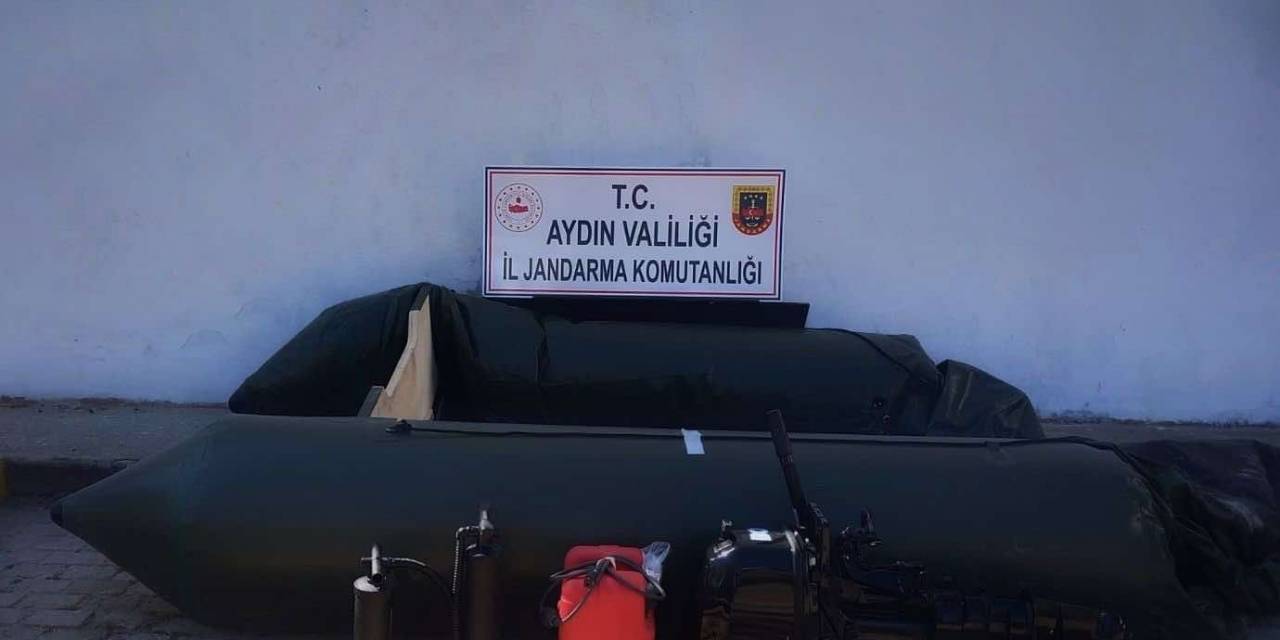 T.C.
AYDIN VALİLİĞİ
İL JANDARMA KOMUTANLIĞI